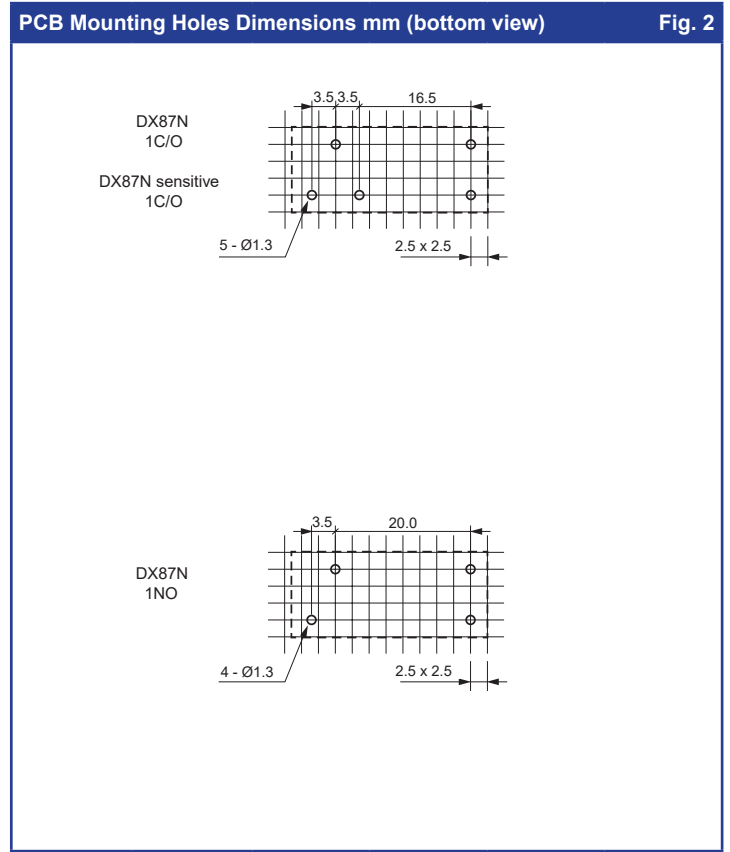 PCB Mounting Holes Dimensions mm (bottom view) Fig. 2
3.5 3.5 16.5
DX87N
1C/O
DX87N sensitive
1C/O
5 - Ø1.3
2.5 x 2.5
3.5 20.0
DX87N
1NO
4 - Ø1.3
2.5 x 2.5